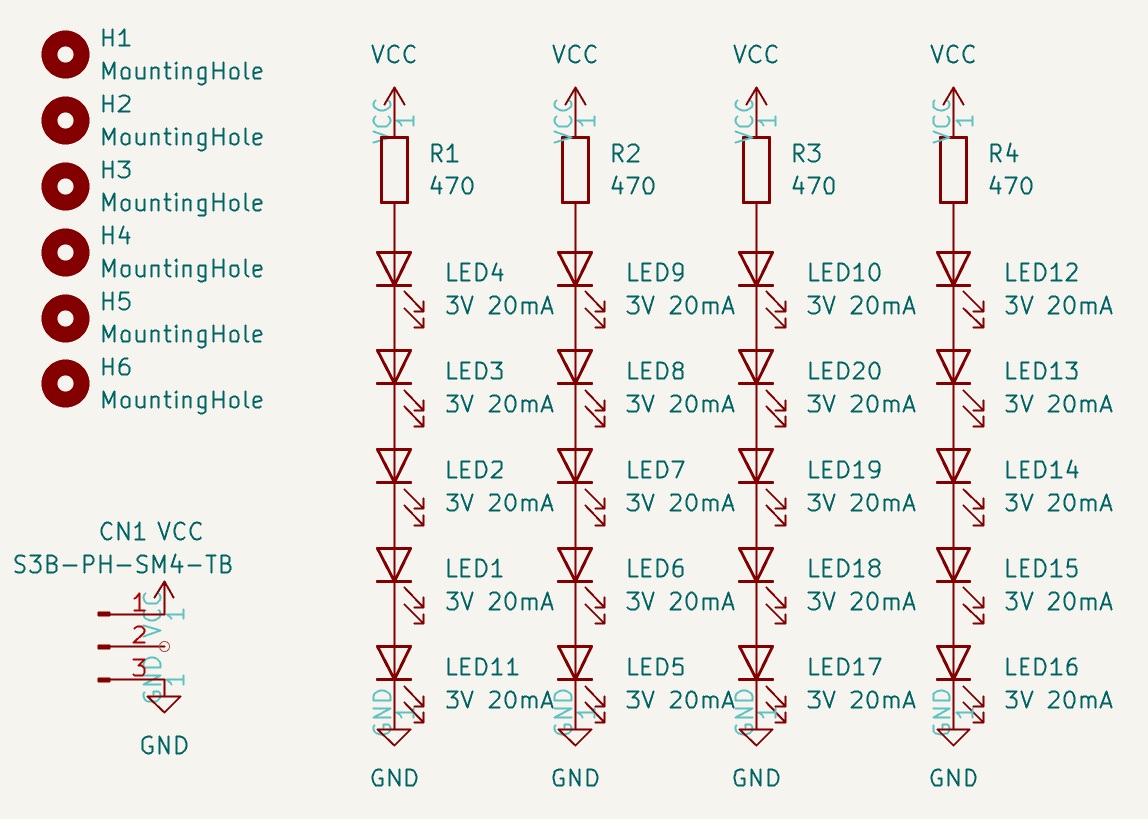 H1
MountingHole
H2
MountingHole
H3
MountingHole
H4
MountingHole
H5
MountingHole
H6
MountingHole
CN1 VCC
S3B-PH-SM4-TB
VCC
1
1
2
3
GND
1
GND
VCC
VCC
1
R1
470
LED4
3V 20mA
LED3
3V 20mA
LED2
3V 20mA
LED1
3V 20mA
LED11
3V 20mA
GND
1
GND
VCC
VCC
1
R2
470
LED9
3V 20mA
LED8
3V 20mA
LED7
3V 20mA
LED6
3V 20mA
LED5
3V 20mA
GND
1
GND
VCC
VCC
1
R3
470
LED10
3V 20mA
LED20
3V 20mA
LED19
3V 20mA
LED18
3V 20mA
LED17
3V 20mA
GND
1
GND
VCC
VCC
1
R4
470
LED12
3V 20mA
LED13
3V 20mA
LED14
3V 20mA
LED15
3V 20mA
LED16
3V 20mA
GND
1
GND